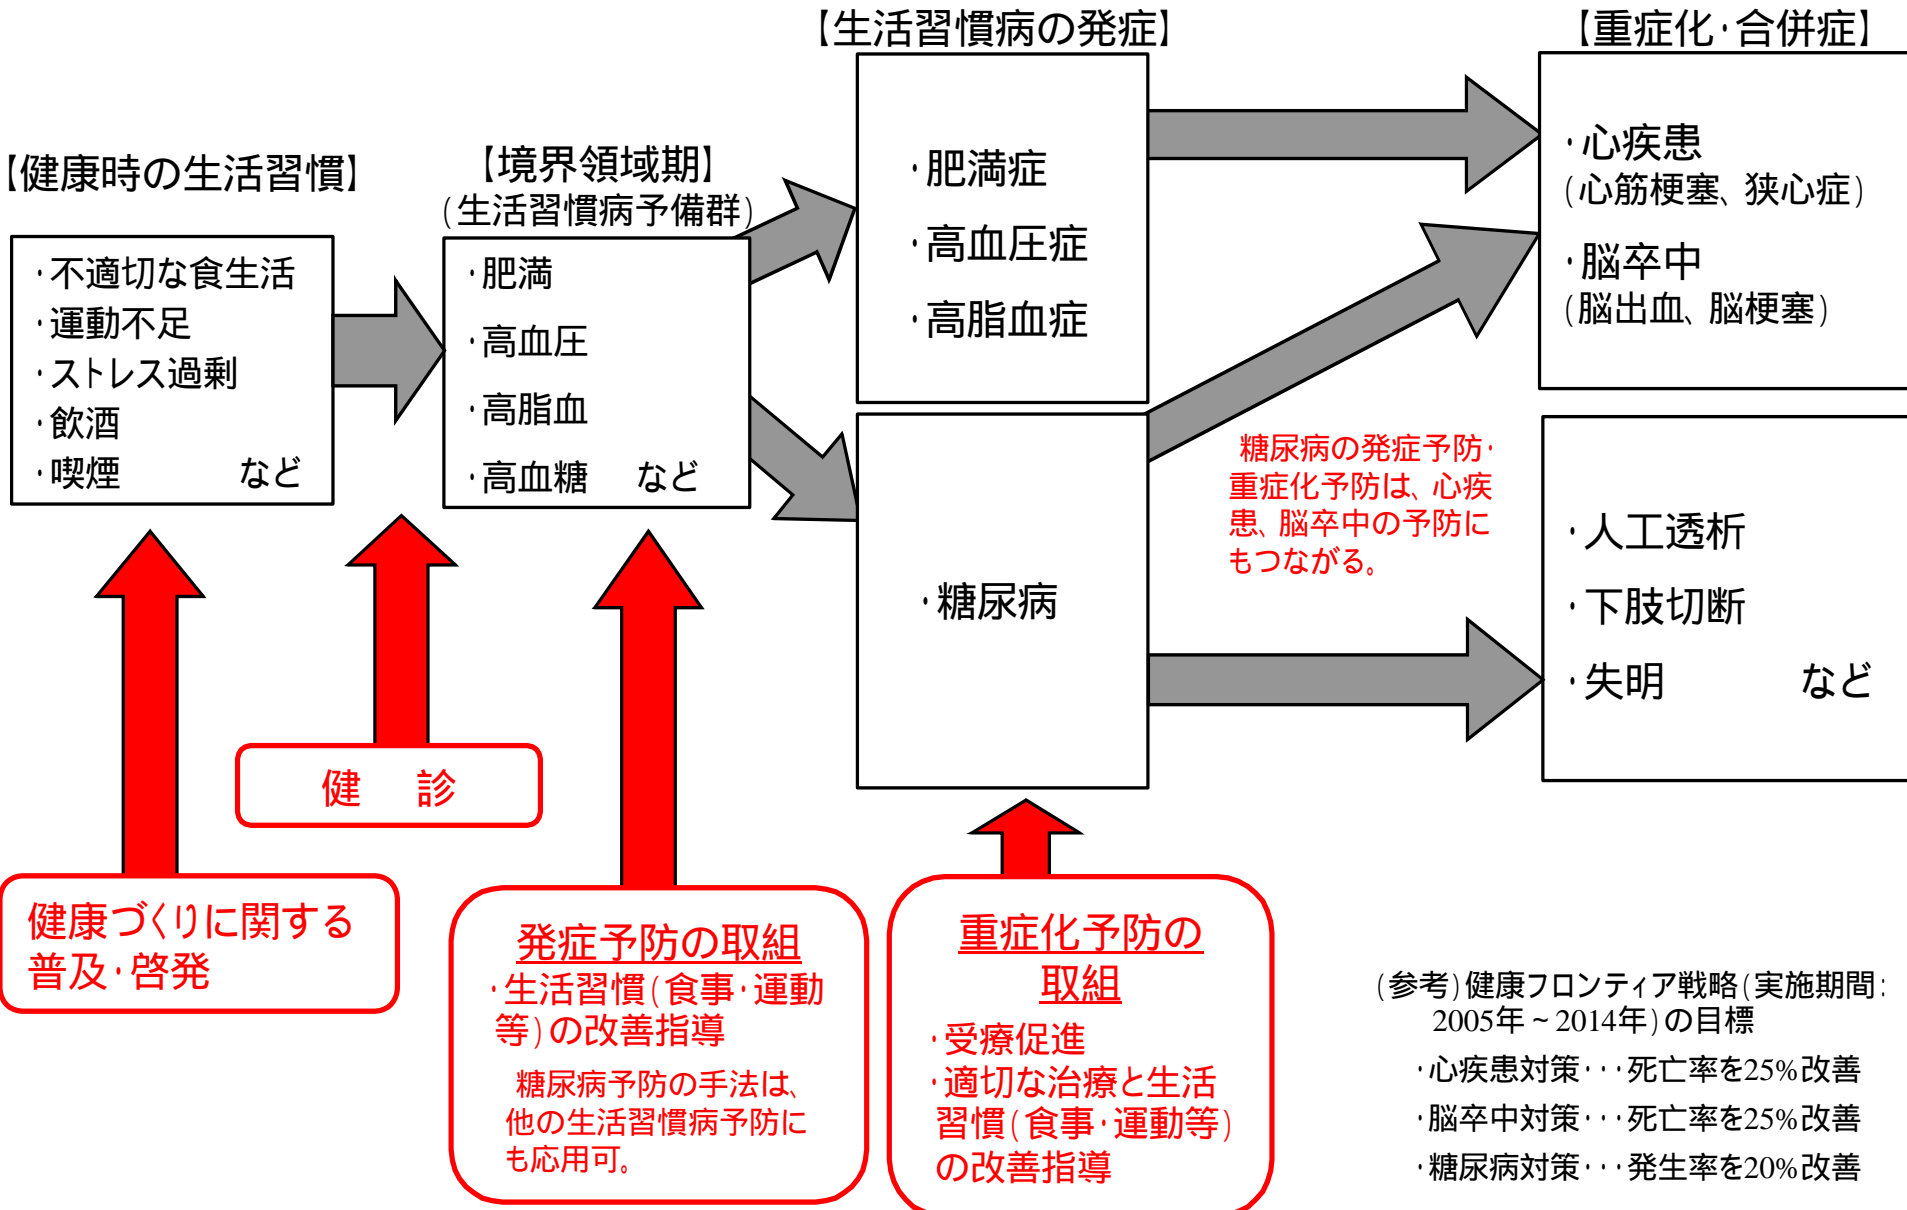 【健康時の生活習慣】
・不適切な食生活
・運動不足
・ストレス過剰
・飲酒
・喫煙 など
【境界領域期】
(生活習慣病予備群)
・肥満
・高血圧
・高脂血
・高血糖 など
【生活習慣病の発症】
・肥満症
・高血圧症
・高脂血症
・糖尿病
【重症化・合併症】
・心疾患
(心筋梗塞、狭心症)
・脳卒中
(脳出血、脳梗塞)
糖尿病の発症予防・
重症化予防は、心疾
患、脳卒中の予防に
もつながる。
・人工透析
・下肢切断
・失明 など
健 診
健康づくりに関する
普及・啓発
発症予防の取組
・生活習慣(食事・運動
等)の改善指導
糖尿病予防の手法は、
他の生活習慣病予防に
も応用可。
重症化予防の
取組
・受療促進
・適切な治療と生活
習慣(食事・運動等)
の改善指導
(参考)健康フロンティア戦略(実施期間:
2005年~2014年)の目標
・心疾患対策・・・死亡率を25%改善
・脳卒中対策・・・死亡率を25%改善
・糖尿病対策・・・発生率を20%改善